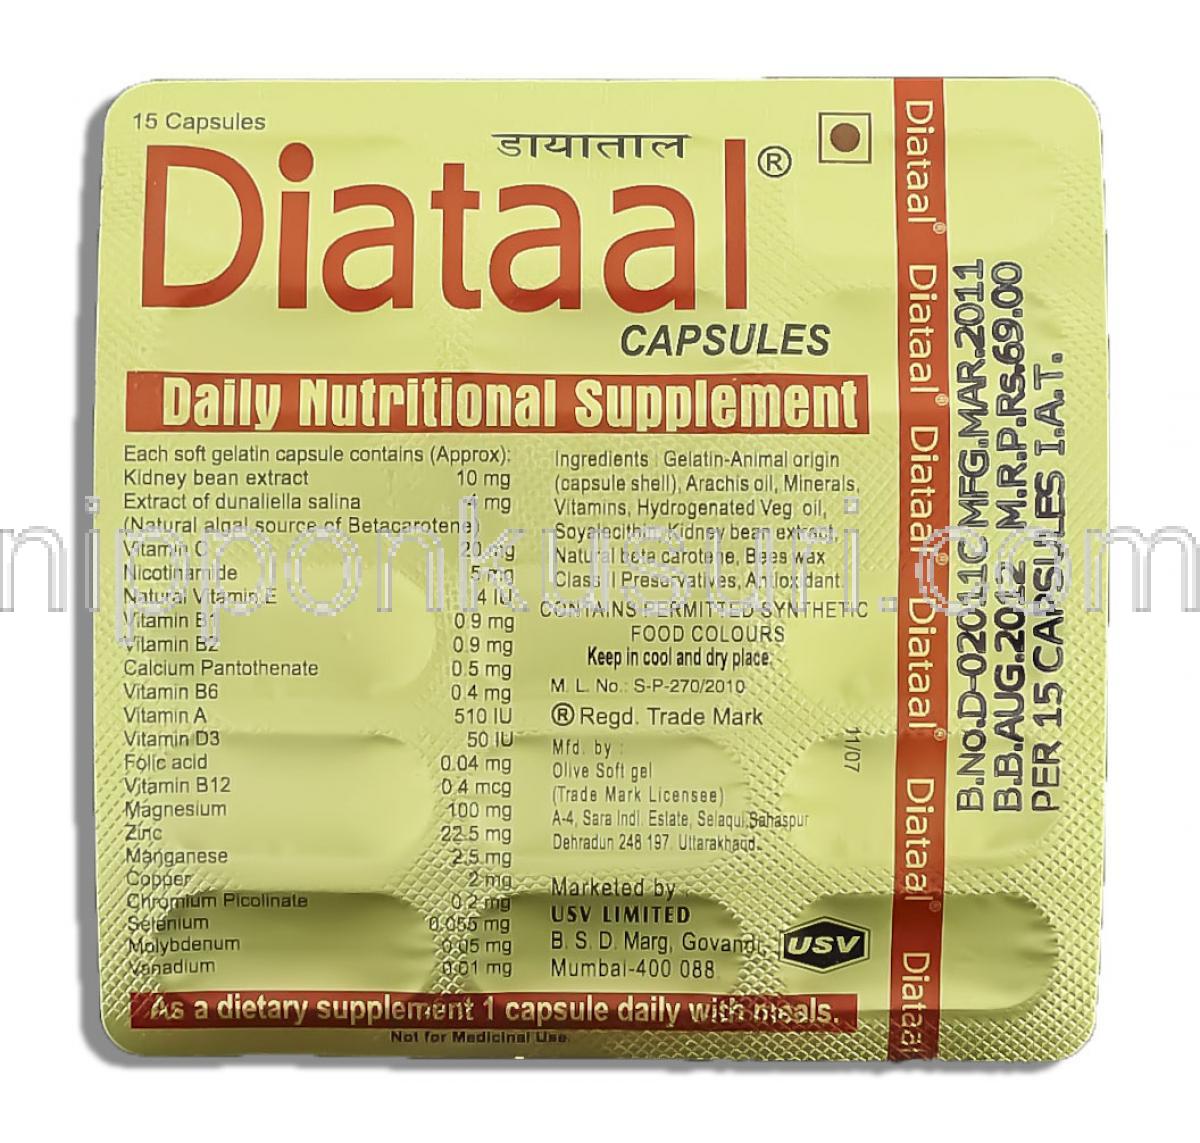 15 Capsules
डायाताल
Diataal®
CAPSULES
Daily Nutritional Supplement
Each soft gelatin capsule contains (Approx):
Kidney bean extract 10 mg
Extract of dunaliella salina 4 mg
(Natural algal source of Betacarotene)
Vitamin C 20 mg
Nicotinamide 5 mg
Natural Vitamin E 4 IU
Vitamin B1 0.9 mg
Vitamin B2 0.9 mg
Calcium Pantothenate 0.5 mg
Vitamin B6 0.4 mg
Vitamin A 510 IU
Vitamin D3 50 IU
Folic acid 0.04 mg
Vitamin B12 0.4 mcg
Magnesium 100 mg
Zinc 22.5 mg
Manganese 2.5 mg
Copper 2 mg
Chromium Picolinate 0.2 mg
Selenium 0.055 mg
Molybdenum 0.05 mg
Vanadium 0.01 mg
Ingredients : Gelatin-Animal origin
(capsule shell), Arachis oil, Minerals,
Vitamins, Hydrogenated Veg. oil,
Soyalecithin, Kidney bean extract,
Natural beta carotene, Bees wax
Class II Preservatives, Antioxidant.
CONTAINS PERMITTED SYNTHETIC
FOOD COLOURS
Keep in cool and dry place.
M. L. No.: S-P-270/2010
® Regd. Trade Mark
Mfd. by :
Olive Soft gel
(Trade Mark Licensee)
A-4, Sara Indl. Estate, Selaqui, Sahaspur
Dehradun 248 197. Uttarakhand.
11/07
Marketed by :
USV LIMITED
B. S. D. Marg, Govandi,
Mumbai-400 088
USV
As a dietary supplement 1 capsule daily with meals.
Not for Medicinal Use.
Diataal® Diataal® Diataal® Diataal® Diataal® Diataal
B.No.D-02011C MFG.MAR.2011
B.B.AUG.2012 M.R.P.Rs.69.00
PER 15 CAPSULES I.A.T.
nipponkusuri.com